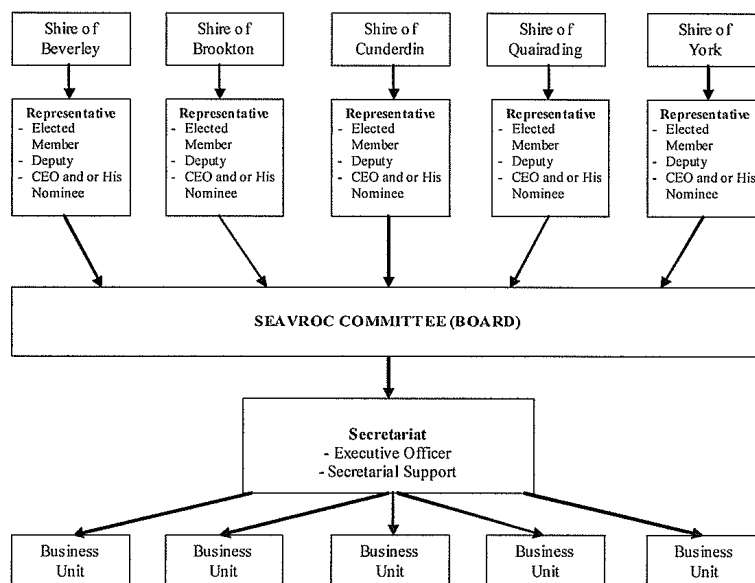 Shire of
Beverley
Shire of
Brookton
Shire of
Cunderdin
Shire of
Quairading
Shire of
York
Representative
- Elected
Member
- Deputy
- CEO and or His
Nominee
Representative
- Elected
Member
- Deputy
- CEO and or His
Nominee
Representative
- Elected
Member
- Deputy
- CEO and or His
Nominee
Representative
- Elected
Member
- Deputy
- CEO and or His
Nominee
Representative
- Elected
Member
- Deputy
- CEO and or His
Nominee
SEAVROC COMMITTEE (BOARD)
Secretariat
- Executive Officer
- Secretarial Support
Business
Unit
Business
Unit
Business
Unit
Business
Unit
Business
Unit